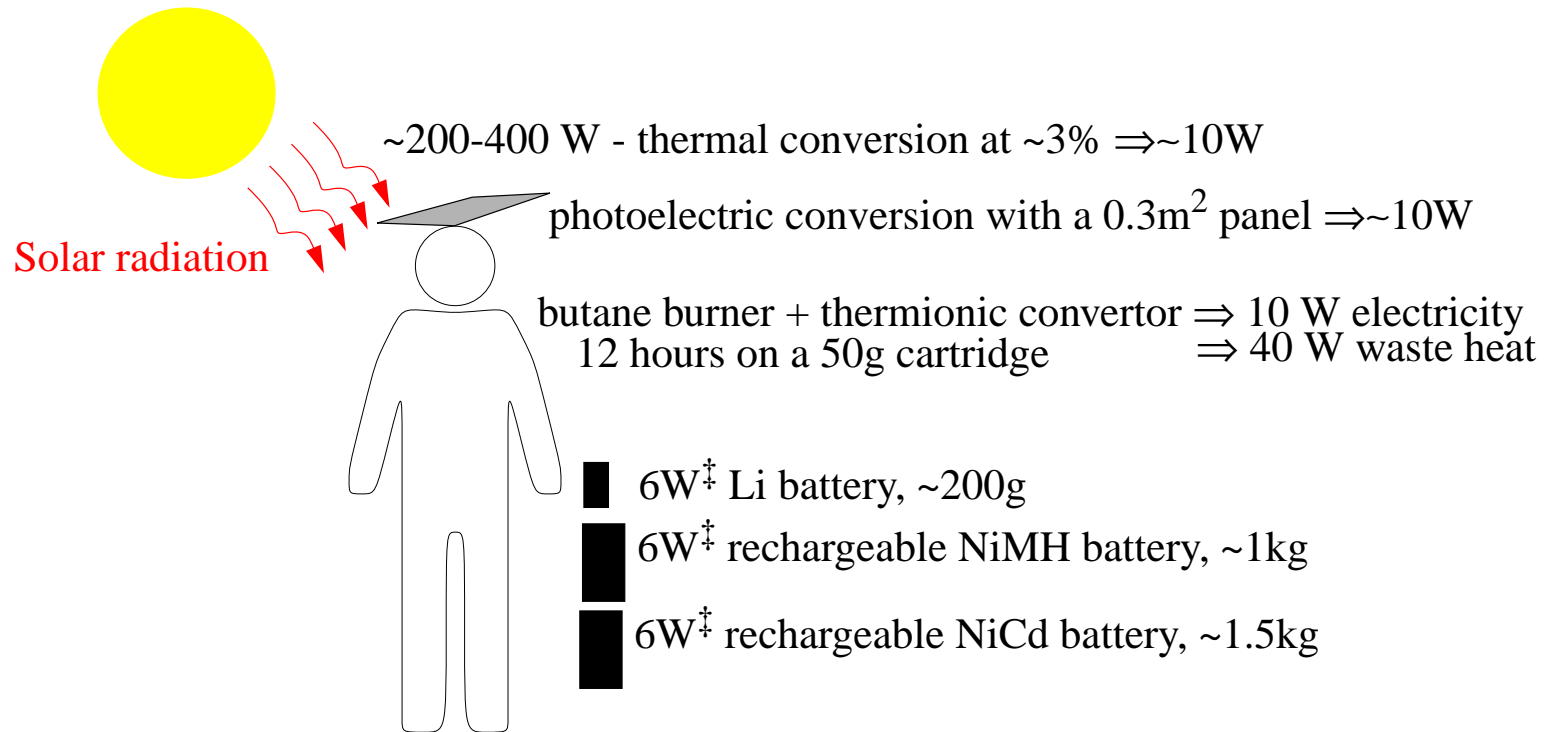 ~200-400 W - thermal conversion at ~3% ⇒~10W
photoelectric conversion with a 0.3m² panel ⇒~10W
Solar radiation
butane burner + thermionic convertor ⇒ 10 W electricity
12 hours on a 50g cartridge ⇒ 40 W waste heat
6W‡ Li battery, ~200g
6W‡ rechargeable NiMH battery, ~1kg
6W‡ rechargeable NiCd battery, ~1.5kg